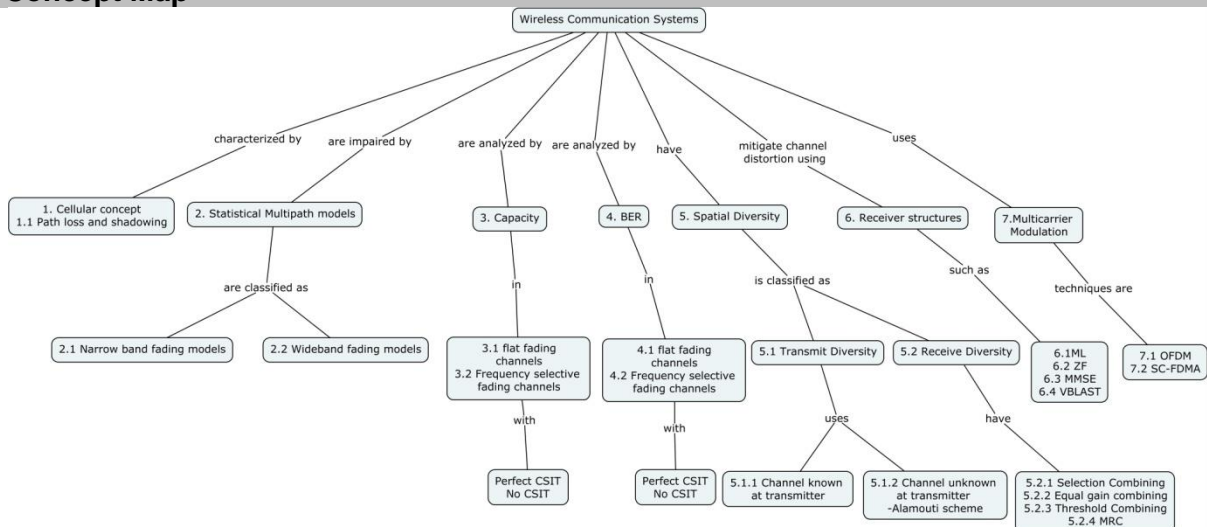 Concept Map
Wireless Communication Systems
characterized by
are impaired by
are analyzed by
are analyzed by
have
mitigate channel
distortion using
uses
1. Cellular concept
1.1 Path loss and shadowing
2. Statistical Multipath models
3. Capacity
4. BER
5. Spatial Diversity
6. Receiver structures
7.Multicarrier
Modulation
are classified as
in
in
is classified as
such as
techniques are
2.1 Narrow band fading models
2.2 Wideband fading models
3.1 flat fading
channels
3.2 Frequency selective
fading channels
4.1 flat fading
channels
4.2 Frequency selective
fading channels
5.1 Transmit Diversity
5.2 Receive Diversity
6.1ML
6.2 ZF
6.3 MMSE
6.4 VBLAST
7.1 OFDM
7.2 SC-FDMA
with
with
uses
have
Perfect CSIT
No CSIT
Perfect CSIT
No CSIT
5.1.1 Channel known
at transmitter
5.1.2 Channel unknown
at transmitter
-Alamouti scheme
5.2.1 Selection Combining
5.2.2 Equal gain combining
5.2.3 Threshold Combining
5.2.4 MRC